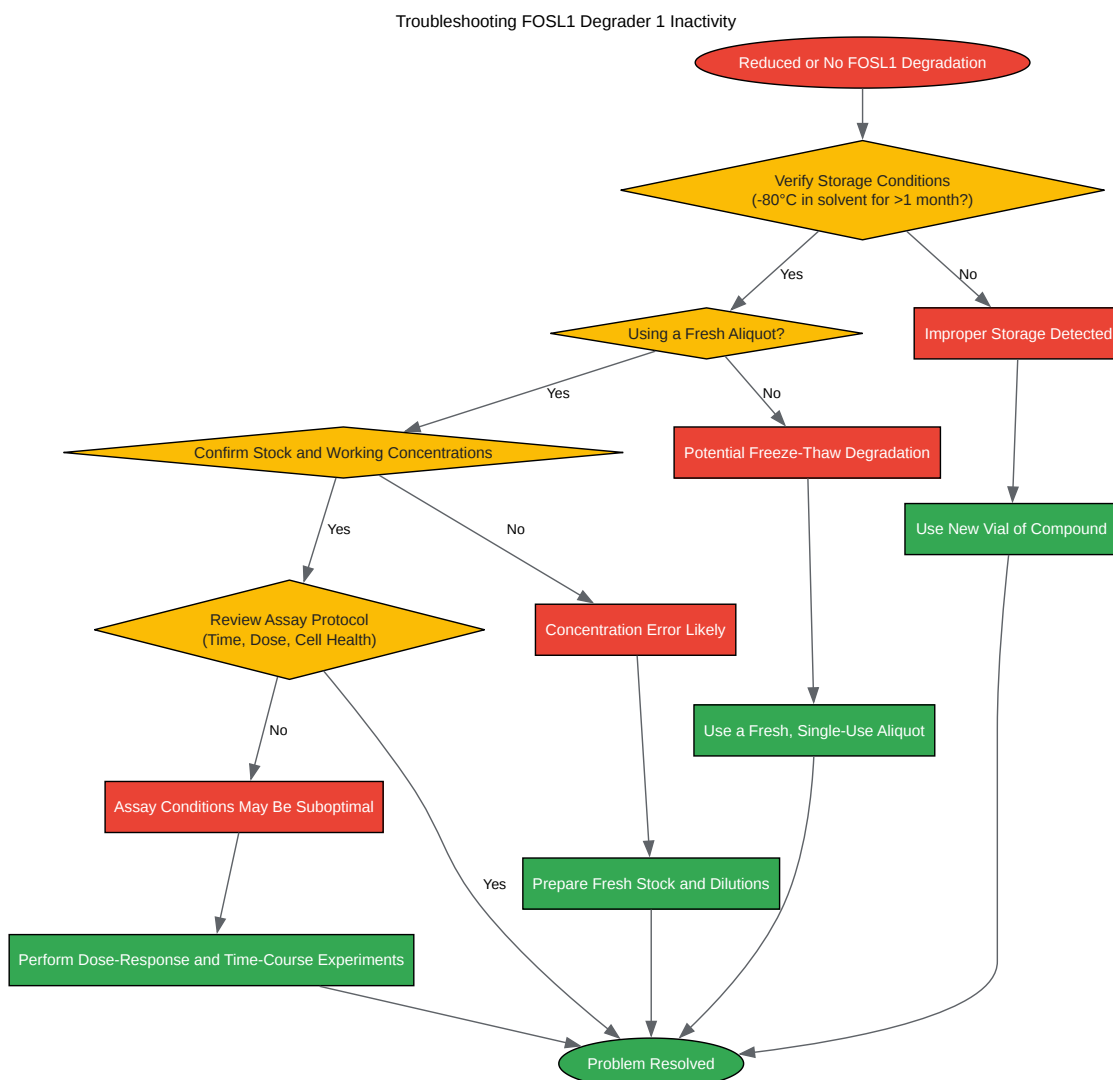 Troubleshooting FOSL1 Degrader 1 Inactivity
Reduced or No FOSL1 Degradation
Verify Storage Conditions
(-80°C in solvent for >1 month?)
Yes
No
Using a Fresh Aliquot?
Improper Storage Detected
Yes
No
Confirm Stock and Working Concentrations
Potential Freeze-Thaw Degradation
Use New Vial of Compound
Yes
No
Review Assay Protocol
(Time, Dose, Cell Health)
Concentration Error Likely
No
Use a Fresh, Single-Use Aliquot
Assay Conditions May Be Suboptimal
Yes
Prepare Fresh Stock and Dilutions
Perform Dose-Response and Time-Course Experiments
Problem Resolved